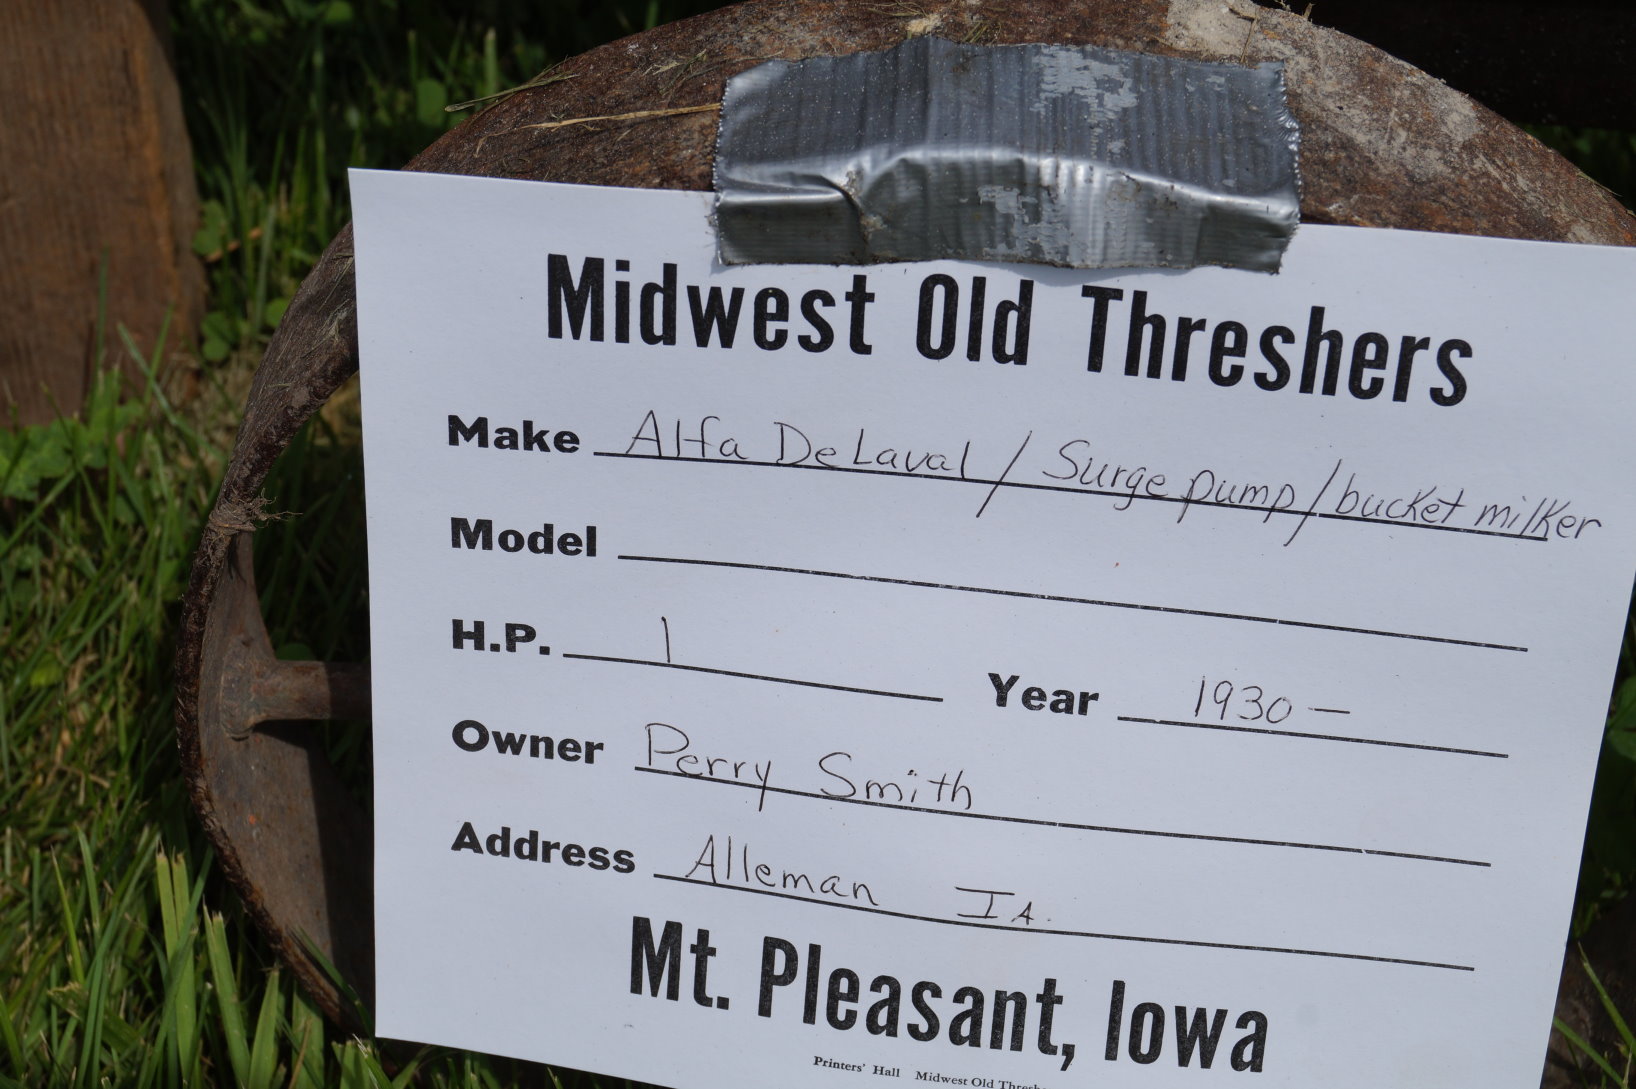 Midwest Old Threshers
Make Alfa DeLaval / Surge pump / bucket milker
Model
H.P. 1 Year 1930 —
Owner Perry Smith
Address Alleman IA.
Mt. Pleasant, Iowa
Printers' Hall Midwest Old